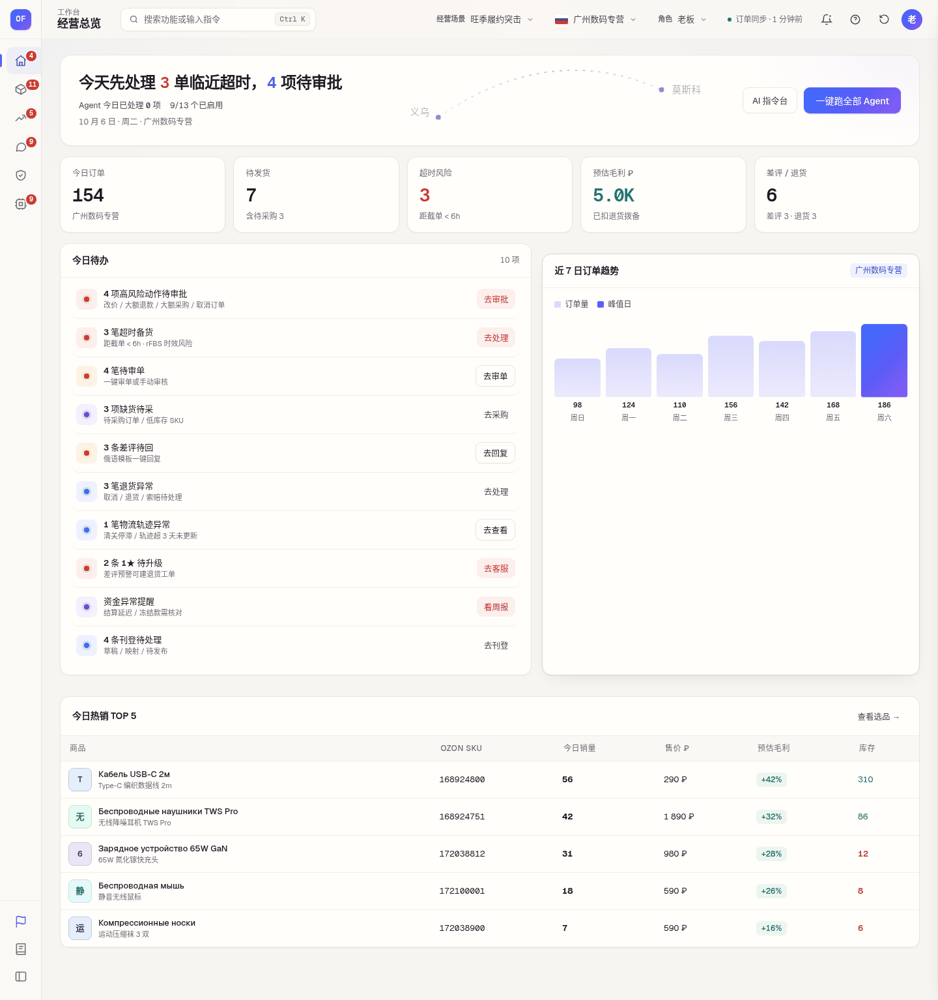 OF
工作台
经营总览
搜索功能或输入指令
Ctrl K
经营场景 旺季履约突击
广州数码专营
角色 老板
订单同步 · 1 分钟前
老
4
11
5
9
9
今天先处理 3 单临近超时，4 项待审批
Agent 今日已处理 0 项 9/13 个已启用
10 月 6 日 · 周二 · 广州数码专营
义乌
莫斯科
AI 指令台
一键跑全部 Agent
今日订单
154
广州数码专营
待发货
7
含待采购 3
超时风险
3
距截单 < 6h
预估毛利 ₽
5.0K
已扣退货拨备
差评 / 退货
6
差评 3 · 退货 3
今日待办
10 项
4 项高风险动作待审批
改价 / 大额退款 / 大额采购 / 取消订单
去审批
3 笔超时备货
距截单 < 6h · rFBS 时效风险
去处理
4 笔待审单
一键审单或手动审核
去审单
3 项缺货待采
待采购订单 / 低库存 SKU
去采购
3 条差评待回
俄语模板一键回复
去回复
3 笔退货异常
取消 / 退货 / 索赔待处理
去处理
1 笔物流轨迹异常
清关停滞 / 轨迹超 3 天未更新
去查看
2 条 1★ 待升级
差评预警可建退货工单
去客服
资金异常提醒
结算延迟 / 冻结款需核对
看周报
4 条刊登待处理
草稿 / 映射 / 待发布
去刊登
近 7 日订单趋势
广州数码专营
订单量 峰值日
98 124 110 156 142 168 186
周日 周一 周二 周三 周四 周五 周六
今日热销 TOP 5
查看选品 →
商品 OZON SKU 今日销量 售价 ₽ 预估毛利 库存
T
Кабель USB-C 2м
Type-C 编织数据线 2m
168924800 56 290 ₽ +42% 310
无
Беспроводные наушники TWS Pro
无线降噪耳机 TWS Pro
168924751 42 1 890 ₽ +32% 86
6
Зарядное устройство 65W GaN
65W 氮化镓快充头
172038812 31 980 ₽ +28% 12
静
Беспроводная мышь
静音无线鼠标
172100001 18 590 ₽ +26% 8
运
Компрессионные носки
运动压缩袜 3 双
172038900 7 590 ₽ +16% 6